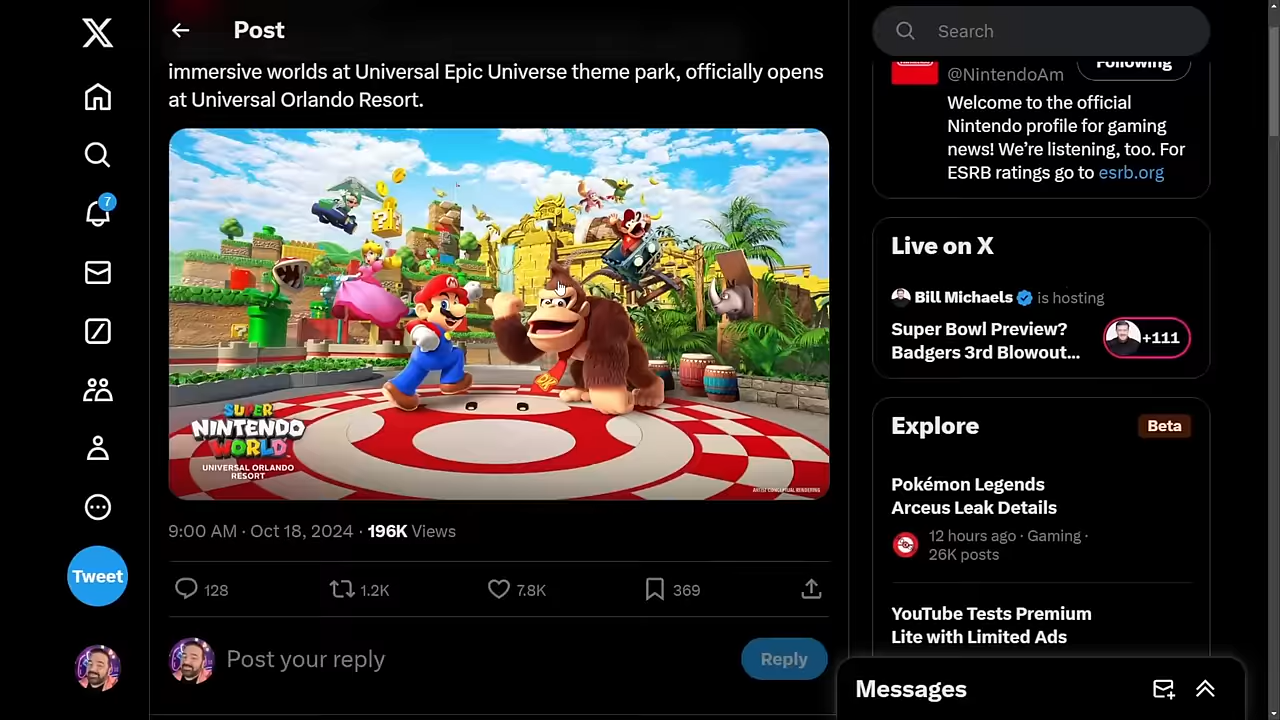 Post
immersive worlds at Universal Epic Universe theme park, officially opens
at Universal Orlando Resort.
DK
SUPER
NINTENDO
WORLD
UNIVERSAL ORLANDO
RESORT
ARTIST CONCEPTUAL RENDERING
9:00 AM · Oct 18, 2024 · 196K Views
128
1.2K
7.8K
369
Post your reply
Reply
7
Tweet
Search
@NintendoAm
Following
Welcome to the official
Nintendo profile for gaming
news! We’re listening, too. For
ESRB ratings go to esrb.org
Live on X
Bill Michaels is hosting
Super Bowl Preview?
Badgers 3rd Blowout...
+111
Explore
Beta
Pokémon Legends
Arceus Leak Details
12 hours ago · Gaming ·
26K posts
YouTube Tests Premium
Lite with Limited Ads
Messages